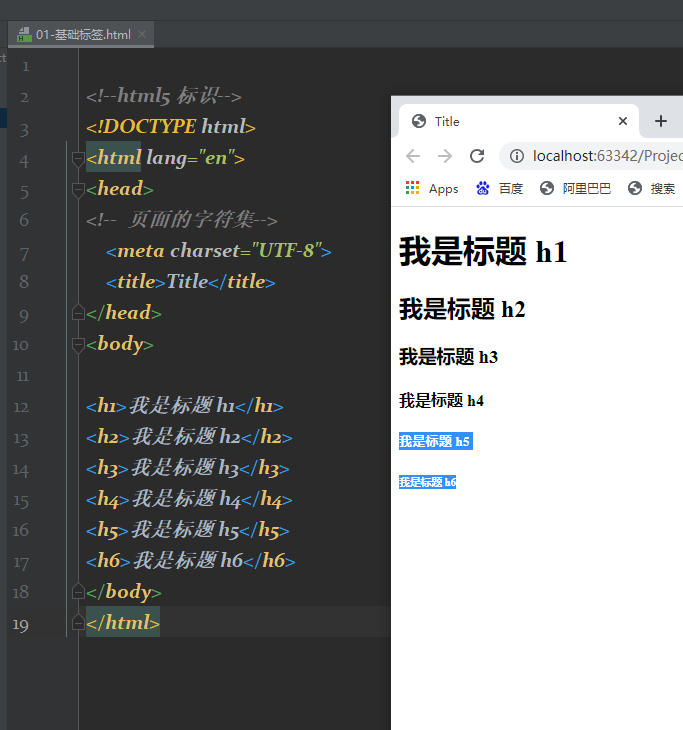 01-基础标签.html
1
2 <!--html5 标识-->
3 <!DOCTYPE html>
4 <html lang="en">
5 <head>
6 <!-- 页面的字符集-->
7 <meta charset="UTF-8">
8 <title>Title</title>
9 </head>
10 <body>
11
12 <h1>我是标题 h1</h1>
13 <h2>我是标题 h2</h2>
14 <h3>我是标题 h3</h3>
15 <h4>我是标题 h4</h4>
16 <h5>我是标题 h5</h5>
17 <h6>我是标题 h6</h6>
18 </body>
19 </html>
Title
localhost:63342/Projec
Apps 百度 阿里巴巴 搜索
我是标题 h1
我是标题 h2
我是标题 h3
我是标题 h4
我是标题 h5
我是标题 h6